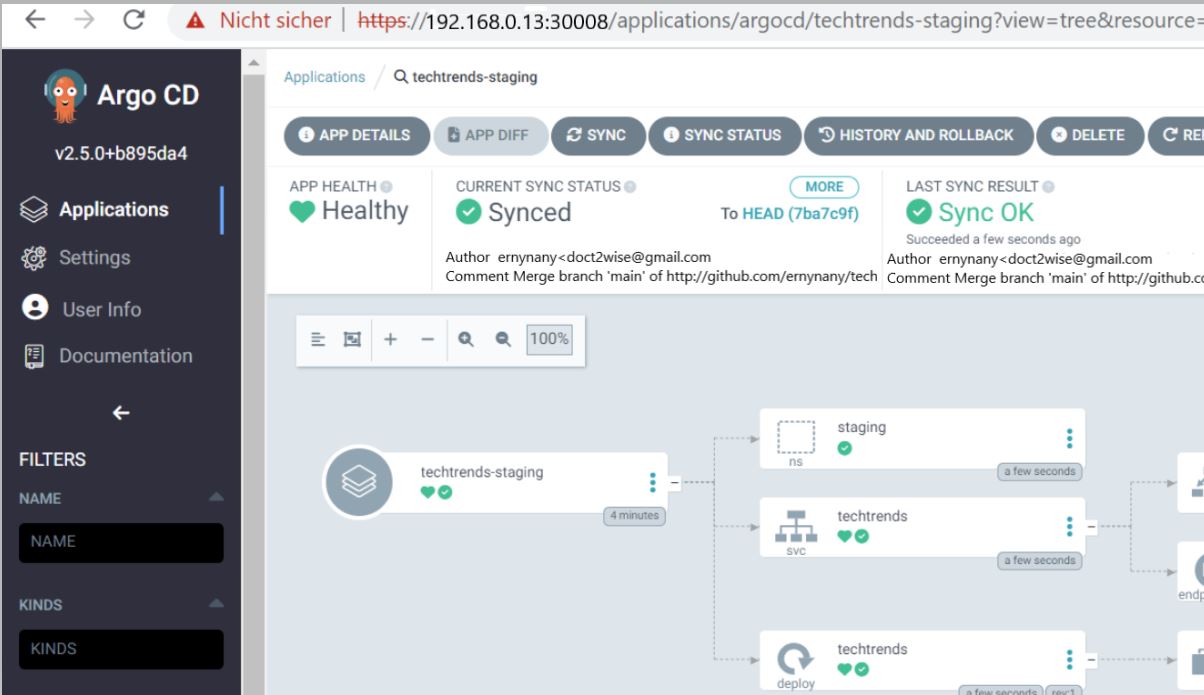 Nicht sicher | https://192.168.0.13:30008/applications/argocd/techtrends-staging?view=tree&resource=
Argo CD
v2.5.0+b895da4
Applications
Settings
User Info
Documentation
FILTERS
NAME
NAME
KINDS
KINDS
Applications / techtrends-staging
APP DETAILS APP DIFF SYNC SYNC STATUS HISTORY AND ROLLBACK DELETE
APP HEALTH
Healthy
CURRENT SYNC STATUS MORE
Synced To HEAD (7ba7c9f)
Author ernynany<doct2wise@gmail.com
Comment Merge branch 'main' of http://github.com/ernynany/tech
LAST SYNC RESULT
Sync OK
Succeeded a few seconds ago
Author ernynany<doct2wise@gmail.com
Comment Merge branch 'main' of http://github.co
100%
techtrends-staging
4 minutes
staging
ns
a few seconds
techtrends
svc
a few seconds
techtrends
deploy
a few seconds rev:1